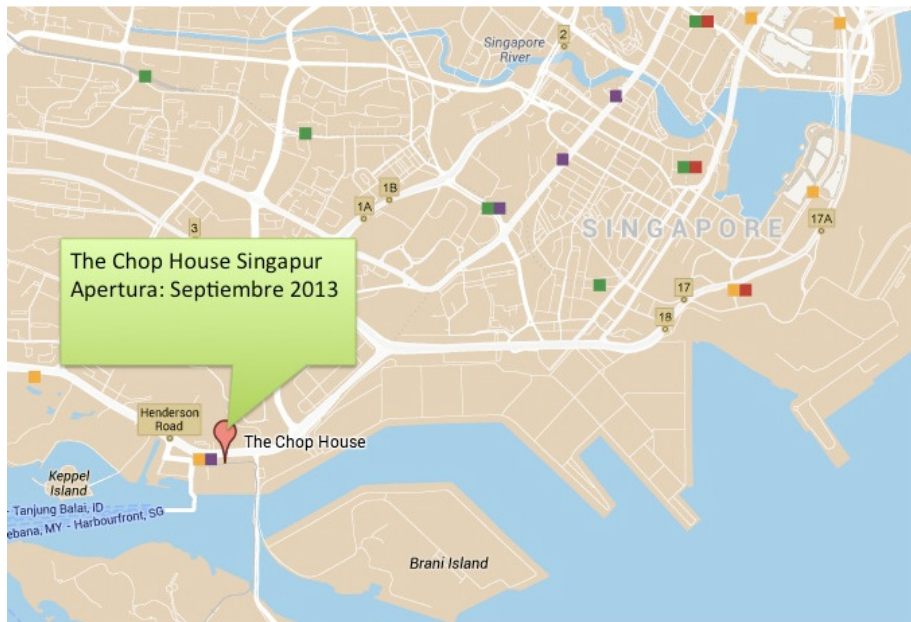 Singapore
River
2
1B
1A
3
SINGAPORE
17A
The Chop House Singapur
Apertura: Septiembre 2013
17
18
Henderson
Road
The Chop House
Keppel
Island
- Tanjung Balai, iD
ebana, MY - Harbourfront, SG
Brani Island